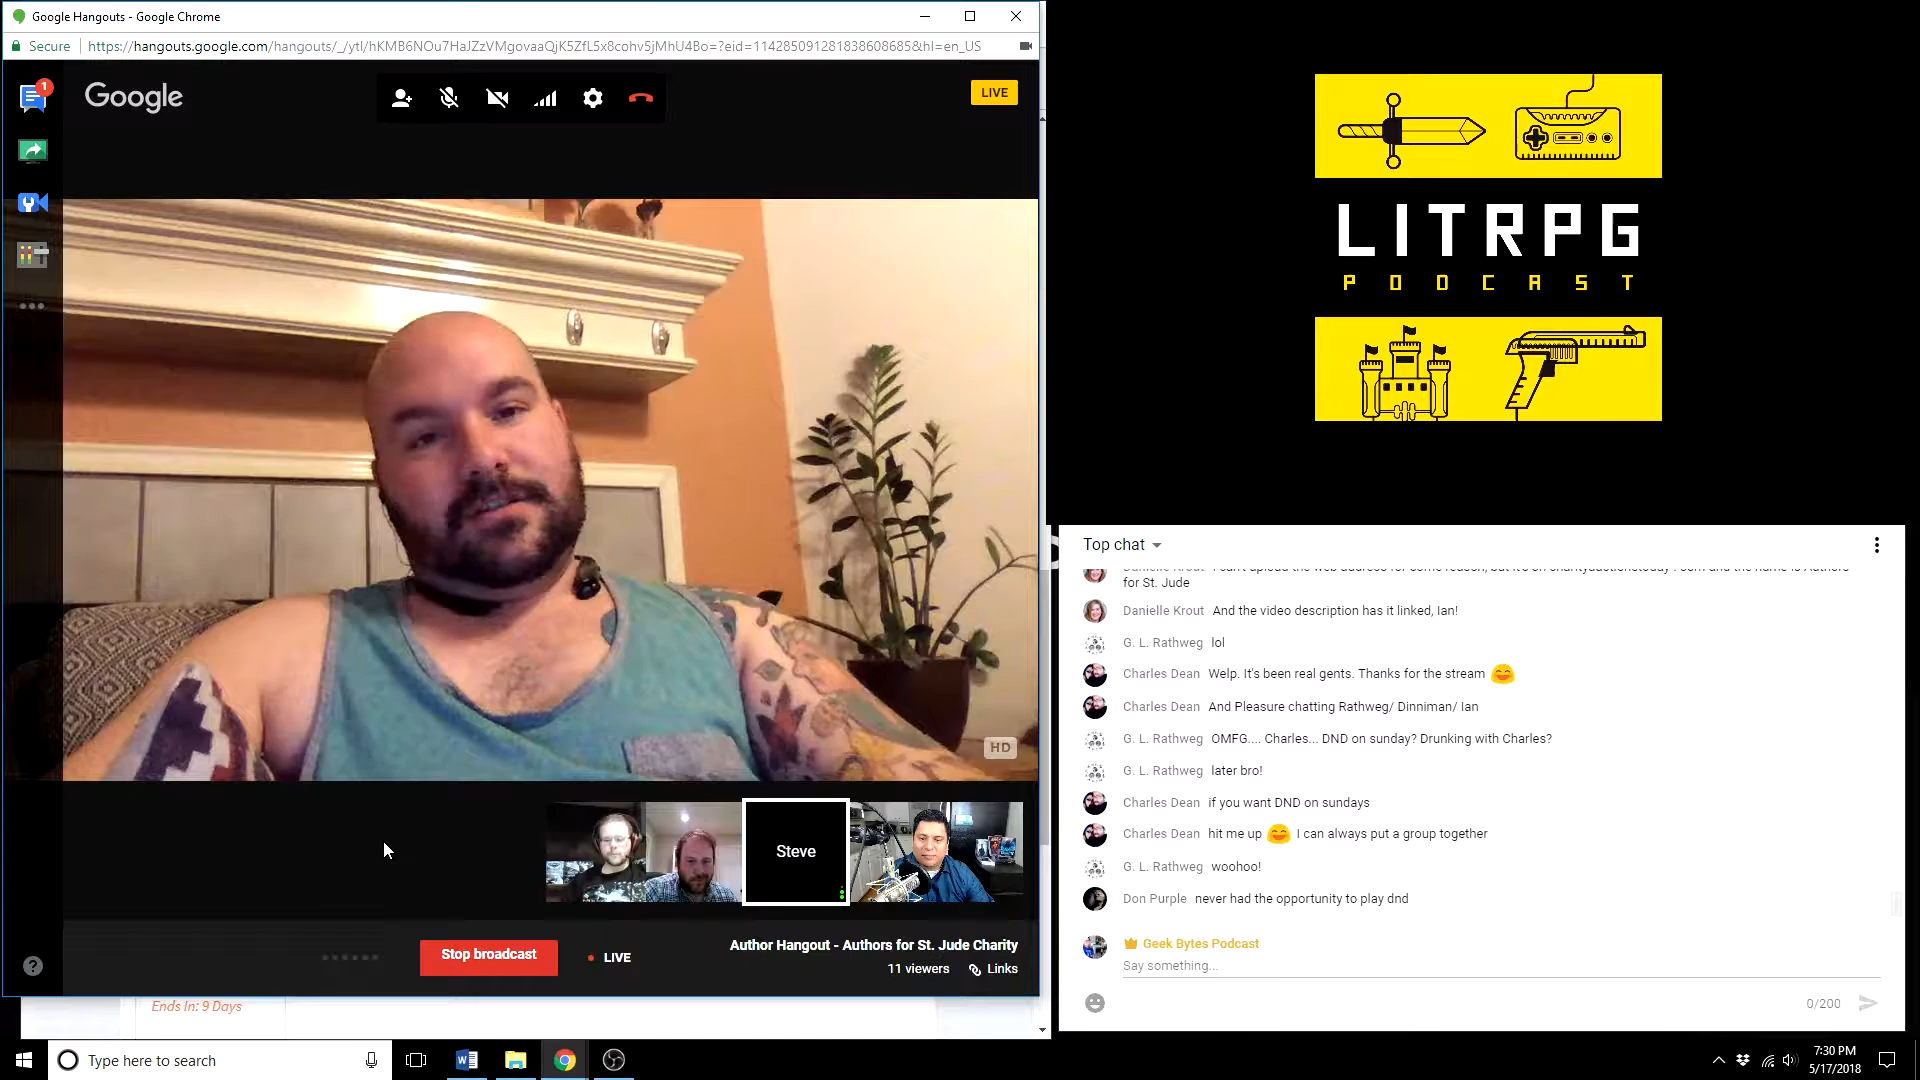 Google Hangouts - Google Chrome
Secure
https://hangouts.google.com/hangouts/_/ytl/hKMB6NOu7HaJZzVMgovaaQjK5ZfL5x8cohv5jMhU4Bo=?eid=114285091281838608685&hl=en_US
1
Google
LIVE
HD
Steve
Stop broadcast
LIVE
Author Hangout - Authors for St. Jude Charity
11 viewers
Links
Ends In: 9 Days
LITRPG
PODCAST
Top chat
for St. Jude
Danielle Krout And the video description has it linked, Ian!
G. L. Rathweg lol
Charles Dean Welp. It's been real gents. Thanks for the stream
Charles Dean And Pleasure chatting Rathweg/ Dinniman/ Ian
G. L. Rathweg OMFG.... Charles... DND on sunday? Drunking with Charles?
G. L. Rathweg later bro!
Charles Dean if you want DND on sundays
Charles Dean hit me up I can always put a group together
G. L. Rathweg woohoo!
Don Purple never had the opportunity to play dnd
Geek Bytes Podcast
Say something...
0/200
Type here to search
7:30 PM
5/17/2018